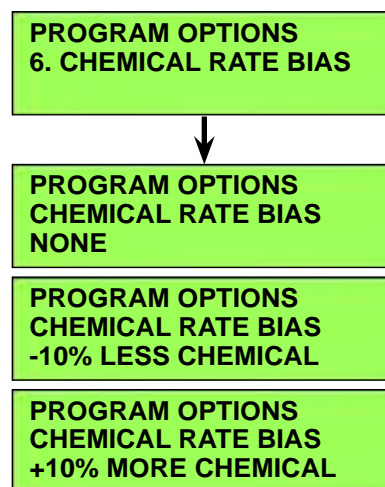 PROGRAM OPTIONS
6. CHEMICAL RATE BIAS
PROGRAM OPTIONS
CHEMICAL RATE BIAS
NONE
PROGRAM OPTIONS
CHEMICAL RATE BIAS
-10% LESS CHEMICAL
PROGRAM OPTIONS
CHEMICAL RATE BIAS
+10% MORE CHEMICAL